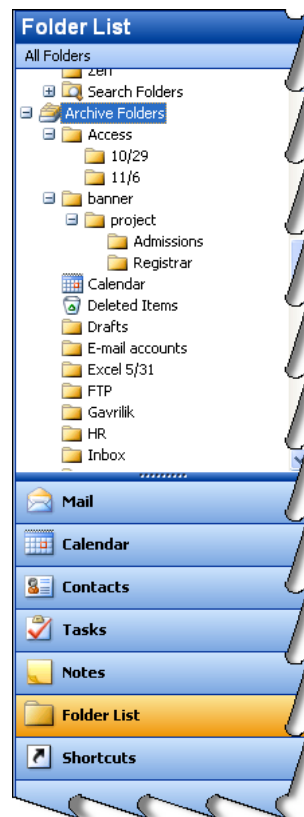 Folder List
All Folders
Zen
Search Folders
Archive Folders
Access
10/29
11/6
banner
project
Admissions
Registrar
Calendar
Deleted Items
Drafts
E-mail accounts
Excel 5/31
FTP
Gavrilik
HR
Inbox
Mail
Calendar
Contacts
Tasks
Notes
Folder List
Shortcuts